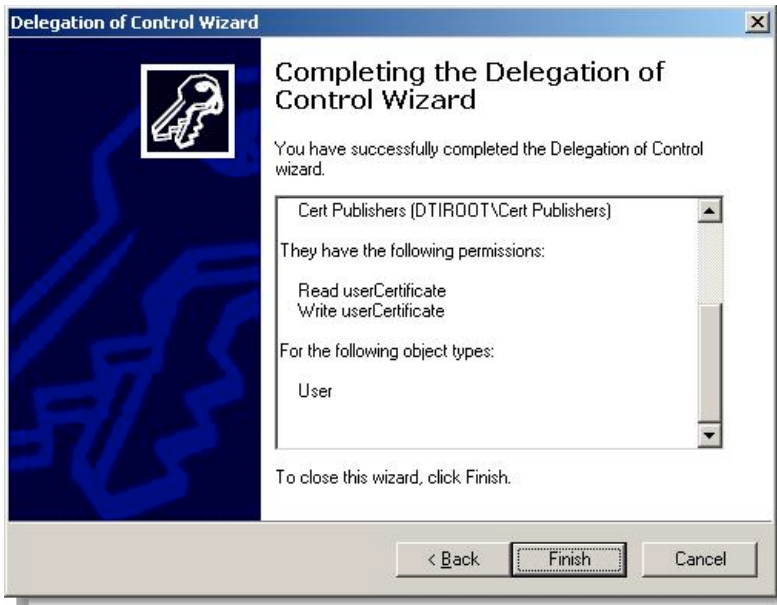 Delegation of Control Wizard
Completing the Delegation of
Control Wizard
You have successfully completed the Delegation of Control
wizard.
Cert Publishers (DTIROOT\Cert Publishers)
They have the following permissions:
Read userCertificate
Write userCertificate
For the following object types:
User
To close this wizard, click Finish.
< Back
Finish
Cancel